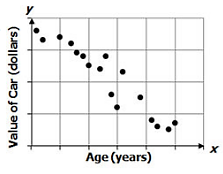 y
Value of Car (dollars)
x
Age (years)